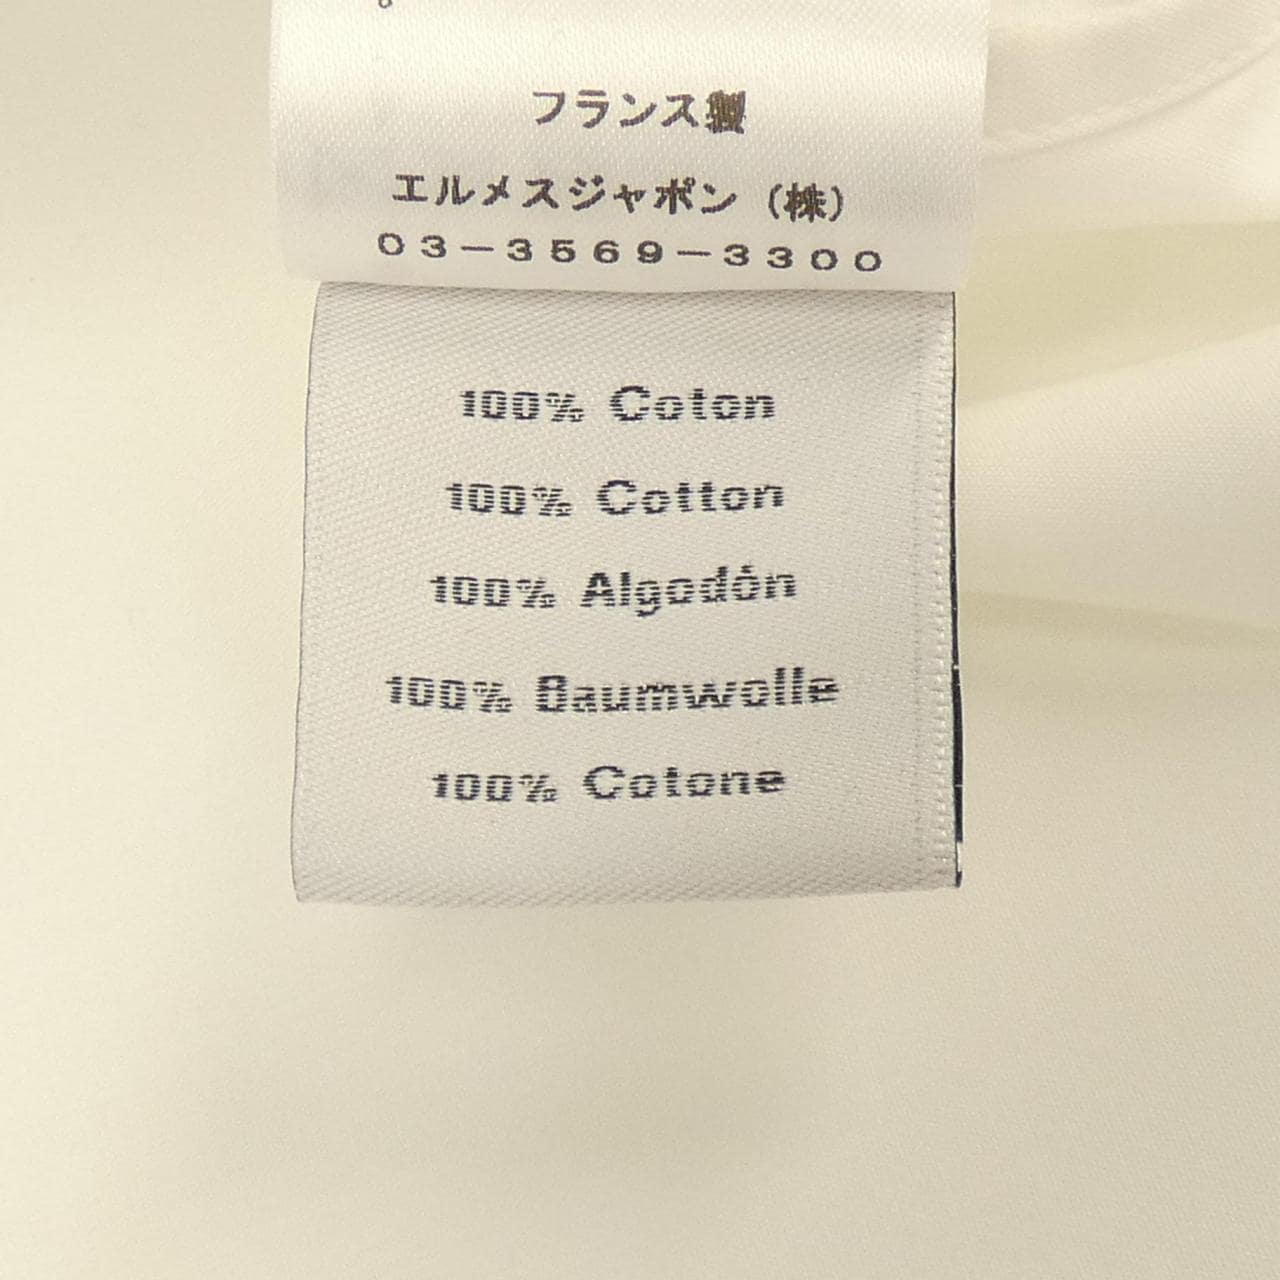 フランス製
エルメスジャポン（株）
03-3569-3300
100% Coton
100% Cotton
100% Algodón
100% Baumwolle
100% Cotone